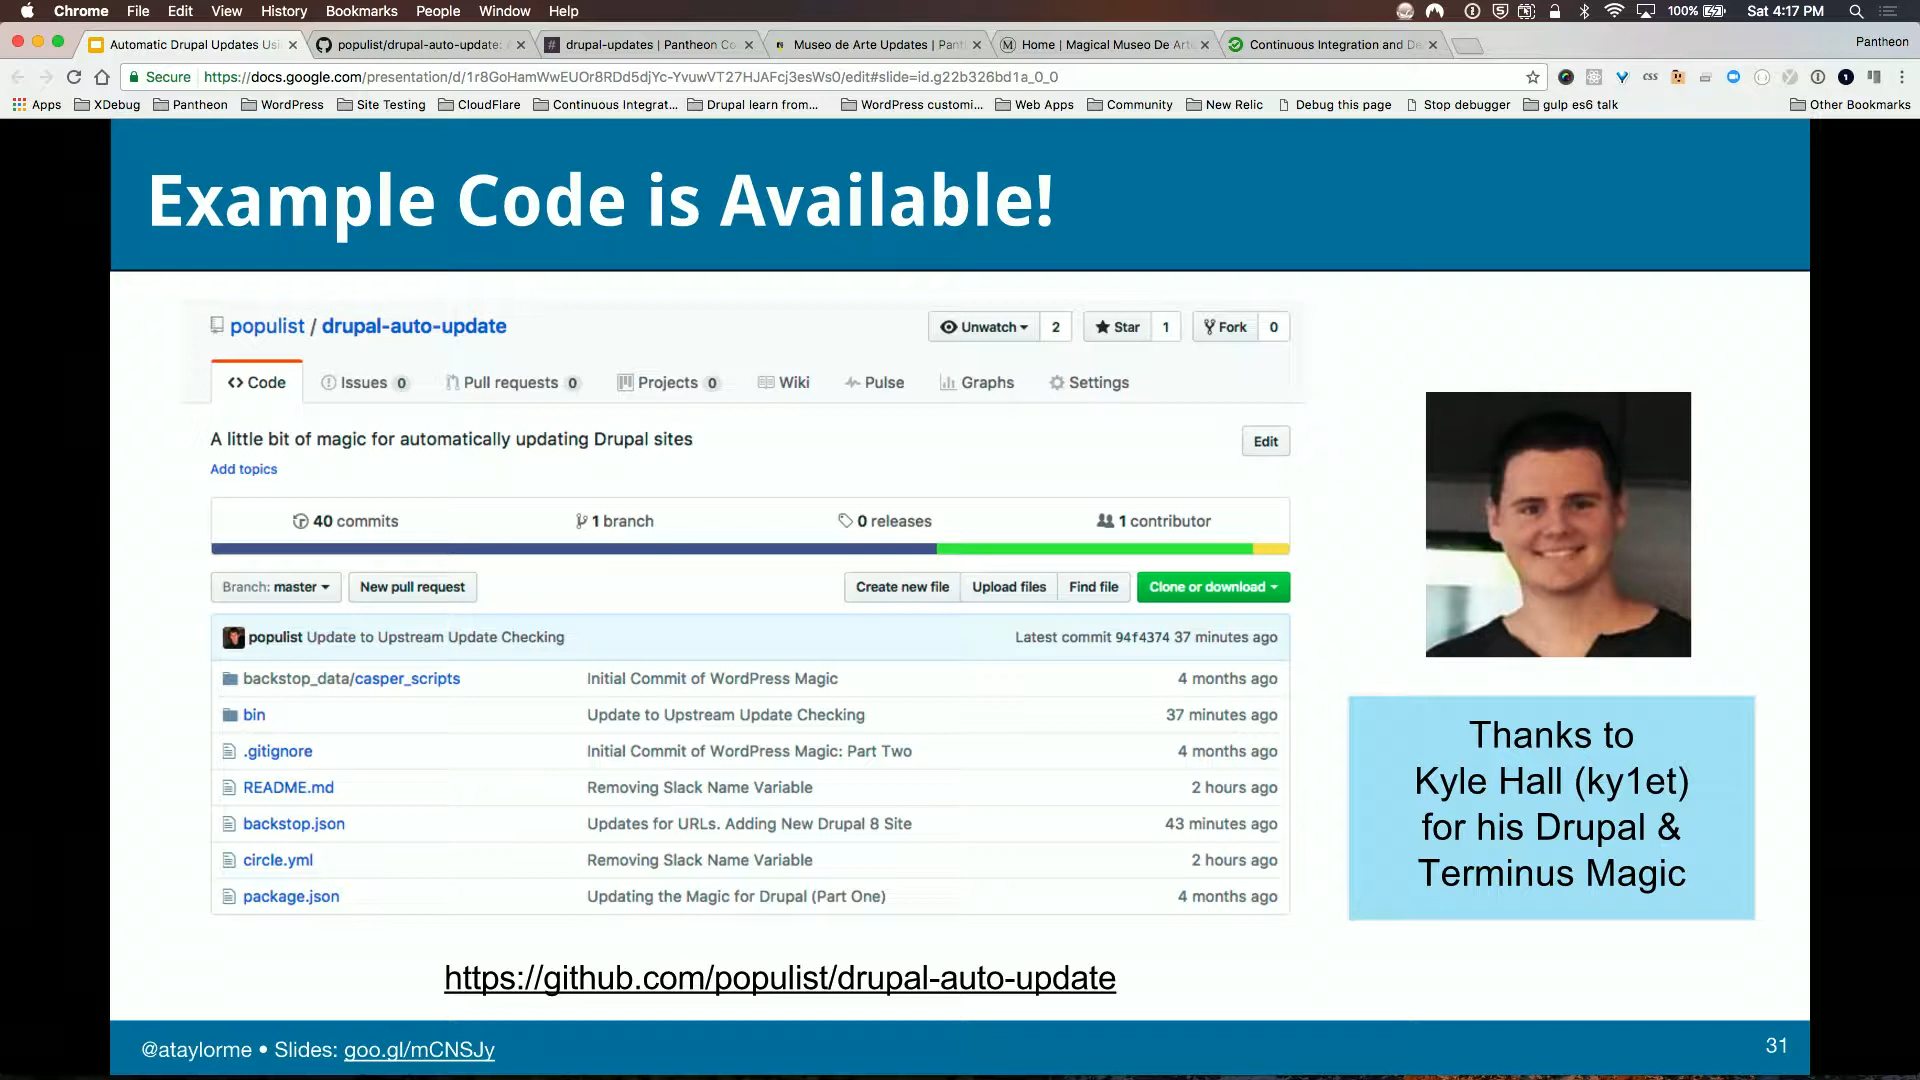 Chrome File Edit View History Bookmarks People Window Help 100% Sat 4:17 PM
Automatic Drupal Updates Usi populist/drupal-auto-update: drupal-updates | Pantheon Co Museo de Arte Updates | Pant Home | Magical Museo De Arte Continuous Integration and De Pantheon
Secure https://docs.google.com/presentation/d/1r8GoHamWwEUOr8RDd5djYc-YvuwVT27HJAFcj3esWs0/edit#slide=id.g22b326bd1a_0_0
Apps XDebug Pantheon WordPress Site Testing CloudFlare Continuous Integrat... Drupal learn from... WordPress customi... Web Apps Community New Relic Debug this page Stop debugger gulp es6 talk Other Bookmarks
Example Code is Available!
populist / drupal-auto-update Unwatch 2 Star 1 Fork 0
Code Issues 0 Pull requests 0 Projects 0 Wiki Pulse Graphs Settings
A little bit of magic for automatically updating Drupal sites Edit
Add topics
40 commits 1 branch 0 releases 1 contributor
Branch: master New pull request Create new file Upload files Find file Clone or download
populist Update to Upstream Update Checking Latest commit 94f4374 37 minutes ago
backstop_data/casper_scripts Initial Commit of WordPress Magic 4 months ago
bin Update to Upstream Update Checking 37 minutes ago
.gitignore Initial Commit of WordPress Magic: Part Two 4 months ago
README.md Removing Slack Name Variable 2 hours ago
backstop.json Updates for URLs. Adding New Drupal 8 Site 43 minutes ago
circle.yml Removing Slack Name Variable 2 hours ago
package.json Updating the Magic for Drupal (Part One) 4 months ago
Thanks to
Kyle Hall (ky1et)
for his Drupal &
Terminus Magic
https://github.com/populist/drupal-auto-update
@ataylorme • Slides: goo.gl/mCNSJy
31